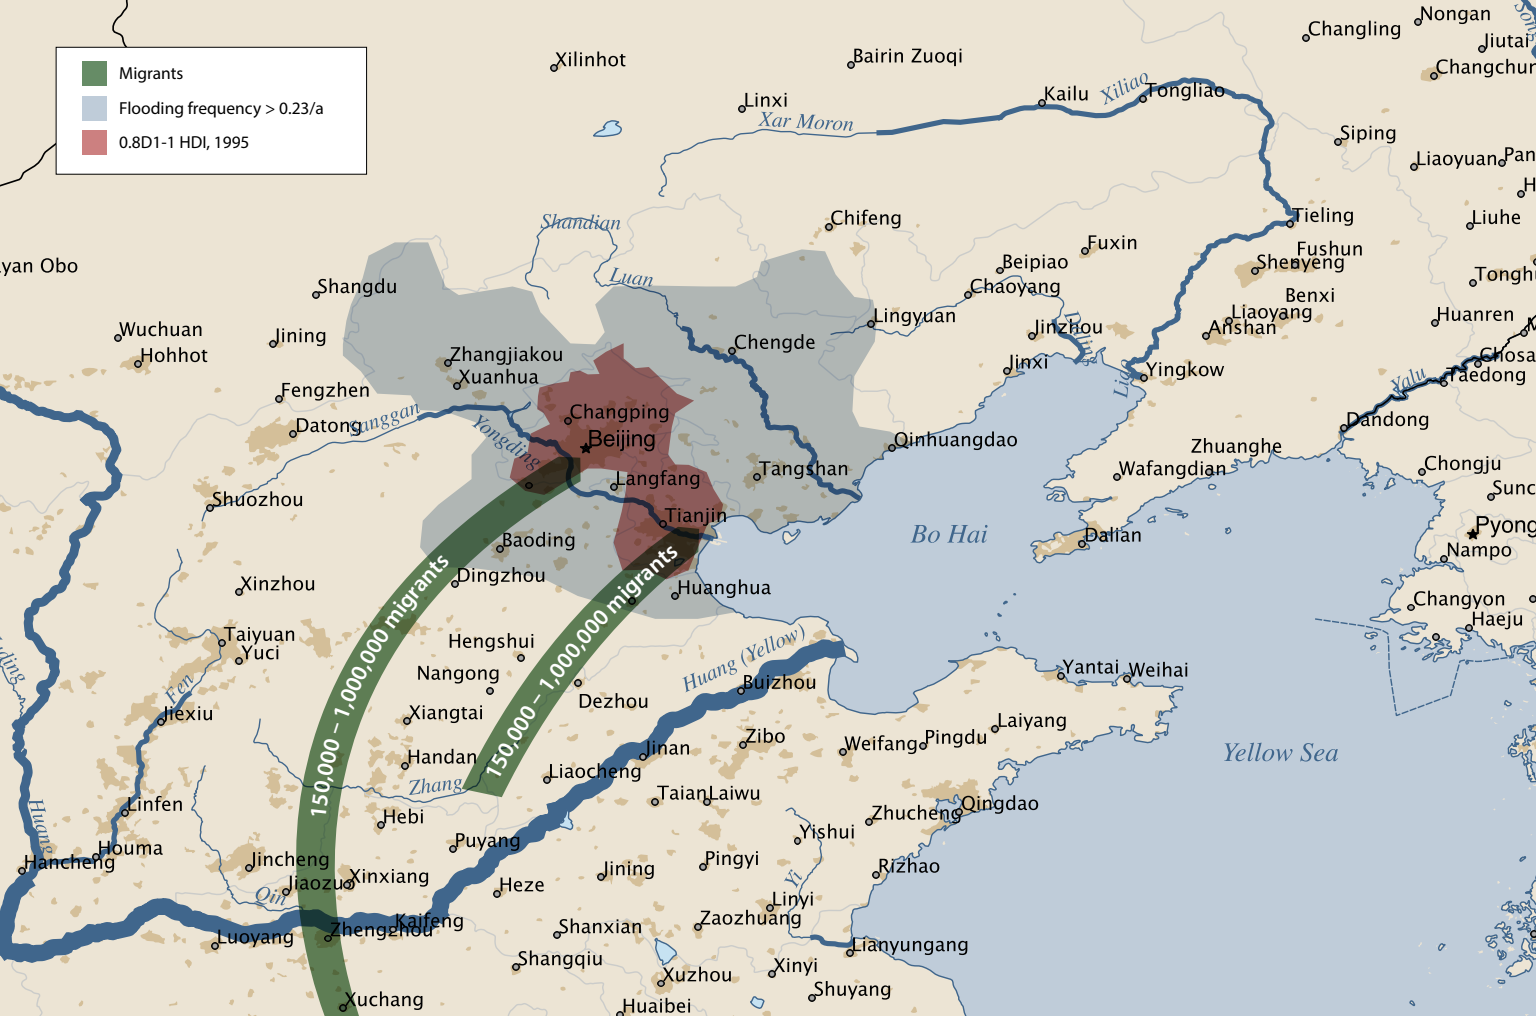 Migrants
Flooding frequency > 0.23/a
0.8D1-1 HDI, 1995
Xilinhot
Bairin Zuoqi
Changling
Nongan
Jiutai
Linxi
Xar Moron
Kailu
Xiliao
Tongliao
Siping
Liaoyuan
Shandian
Chifeng
Tieling
Liuhe
Fuxin
Fushun
Shenyeng
Beipiao
Luan
Shangdu
Chaoyang
Benxi
Liaoyang
Anshan
Huanren
Wuchuan
Jining
Hohhot
Lingyuan
Jinzhou
Chengde
Zhangjiakou
Xuanhua
Jinxi
Yingkow
Yalu
Taedong
Fengzhen
Datong
Sanggan
Changping
Beijing
Yongding
Qinhuangdao
Dandong
Zhuanghe
Wafangdian
Chongju
Tangshan
Langfang
Shuozhou
Tianjin
Bo Hai
Dalian
Nampo
Baoding
Dingzhou
150,000 – 1,000,000 migrants
150,000 – 1,000,000 migrants
Xinzhou
Huanghua
Changyon
Haeju
Taiyuan
Yuci
Hengshui
Nangong
Dezhou
Huang (Yellow)
Buizhou
Yantai
Weihai
Fen
Jiexiu
Xiangtai
Handan
Zhang
Liaocheng
Jinan
Zibo
Weifang
Pingdu
Laiyang
Yellow Sea
Linfen
Huang
Hebi
Puyang
Taian
Laiwu
Yishui
Zhucheng
Qingdao
Houma
Hancheng
Jincheng
Xinxiang
Qin
Heze
Jining
Pingyi
Yi
Rizhao
Linyi
Luoyang
Zhengzhou
Kaifeng
Shanxian
Zaozhuang
Lianyungang
Shangqiu
Xuzhou
Xinyi
Shuyang
Xuchang
Huaibei